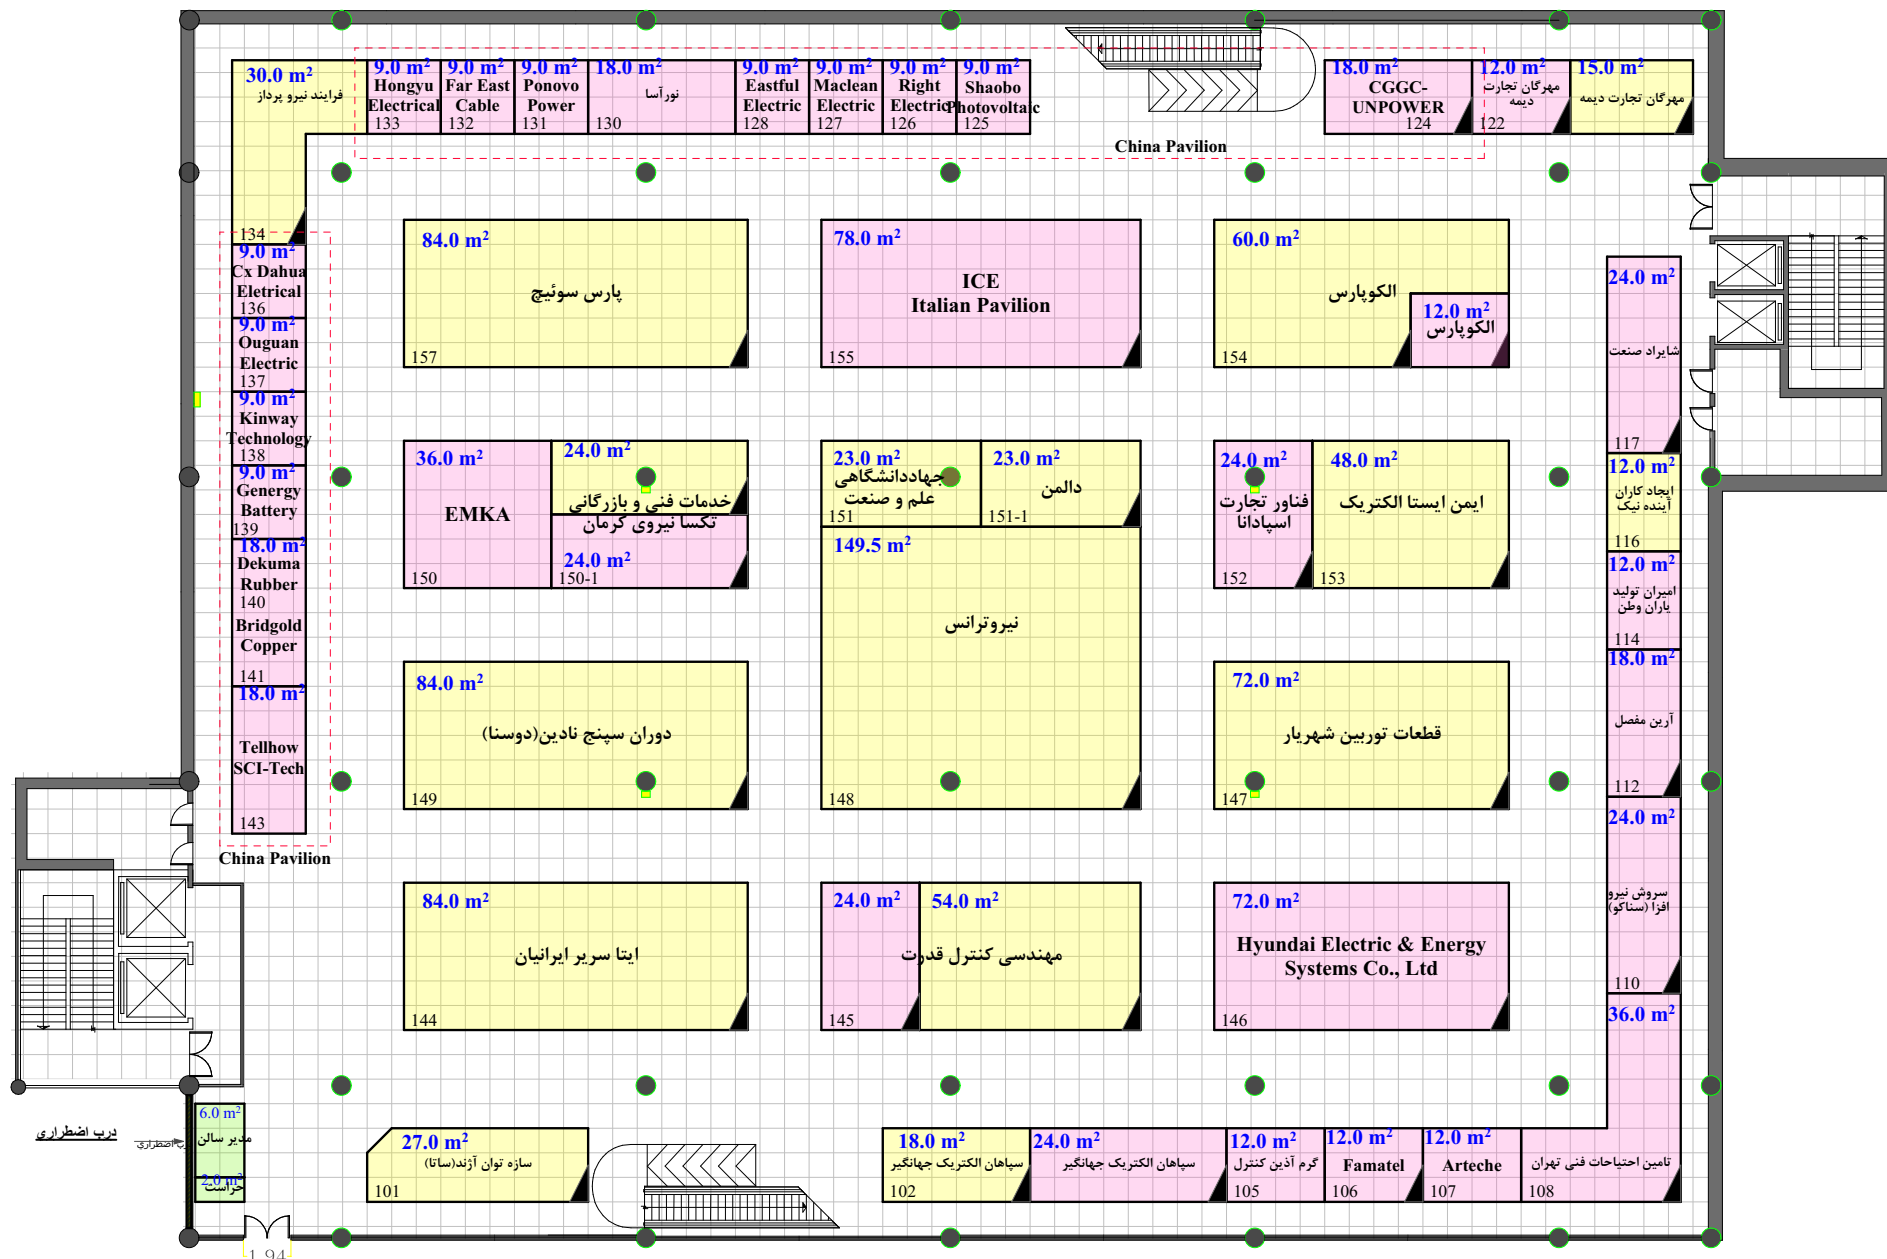 30.0 m²
فرایند نیرو پرداز
134
9.0 m²
Hongyu
Electrical
133
9.0 m²
Far East
Cable
132
9.0 m²
Ponovo
Power
131
18.0 m²
نورآسا
130
9.0 m²
Eastful
Electric
128
9.0 m²
Maclean
Electric
127
9.0 m²
Right
Electric
126
9.0 m²
Shaobo
Photovoltaic
125
18.0 m²
CGGC-
UNPOWER
124
12.0 m²
مهرگان تجارت
دیمه
122
15.0 m²
مهرگان تجارت دیمه
China Pavilion
9.0 m²
Cx Dahua
Eletrical
136
9.0 m²
Ouguan
Electric
137
9.0 m²
Kinway
Technology
138
9.0 m²
Genergy
Battery
139
18.0 m²
Dekuma
Rubber
140
Bridgold
Copper
141
18.0 m²
Tellhow
SCI-Tech
143
China Pavilion
84.0 m²
پارس سوئیچ
157
78.0 m²
ICE
Italian Pavilion
155
60.0 m²
الکوپارس
154
12.0 m²
الکوپارس
24.0 m²
شایراد صنعت
117
36.0 m²
EMKA
150
24.0 m²
خدمات فنی و بازرگانی
تکسا نیروی کرمان
24.0 m²
150-1
23.0 m²
جهاددانشگاهی
علم و صنعت
151
23.0 m²
دالمن
151-1
149.5 m²
نیروترانس
148
24.0 m²
فناور تجارت
اسپادانا
152
48.0 m²
ایمن ایستا الکتریک
153
12.0 m²
ایجاد کاران
آینده نیک
116
12.0 m²
امیران تولید
یاران وطن
114
18.0 m²
آرین مفصل
112
84.0 m²
دوران سپنج نادین(دوسنا)
149
72.0 m²
قطعات توربین شهریار
147
24.0 m²
سروش نیرو
افزا (سناکو)
110
84.0 m²
ایتا سریر ایرانیان
144
24.0 m²
145
54.0 m²
مهندسی کنترل قدرت
72.0 m²
Hyundai Electric & Energy
Systems Co., Ltd
146
36.0 m²
تامین احتیاجات فنی تهران
108
درب اضطراری
درب اضطراری
6.0 m²
مدیر سالن
2.0 m²
حراست
27.0 m²
سازه توان آژند(ساتا)
101
18.0 m²
سپاهان الکتریک جهانگیر
102
24.0 m²
سپاهان الکتریک جهانگیر
12.0 m²
گرم آذین کنترل
105
12.0 m²
Famatel
106
12.0 m²
Arteche
107
1.94